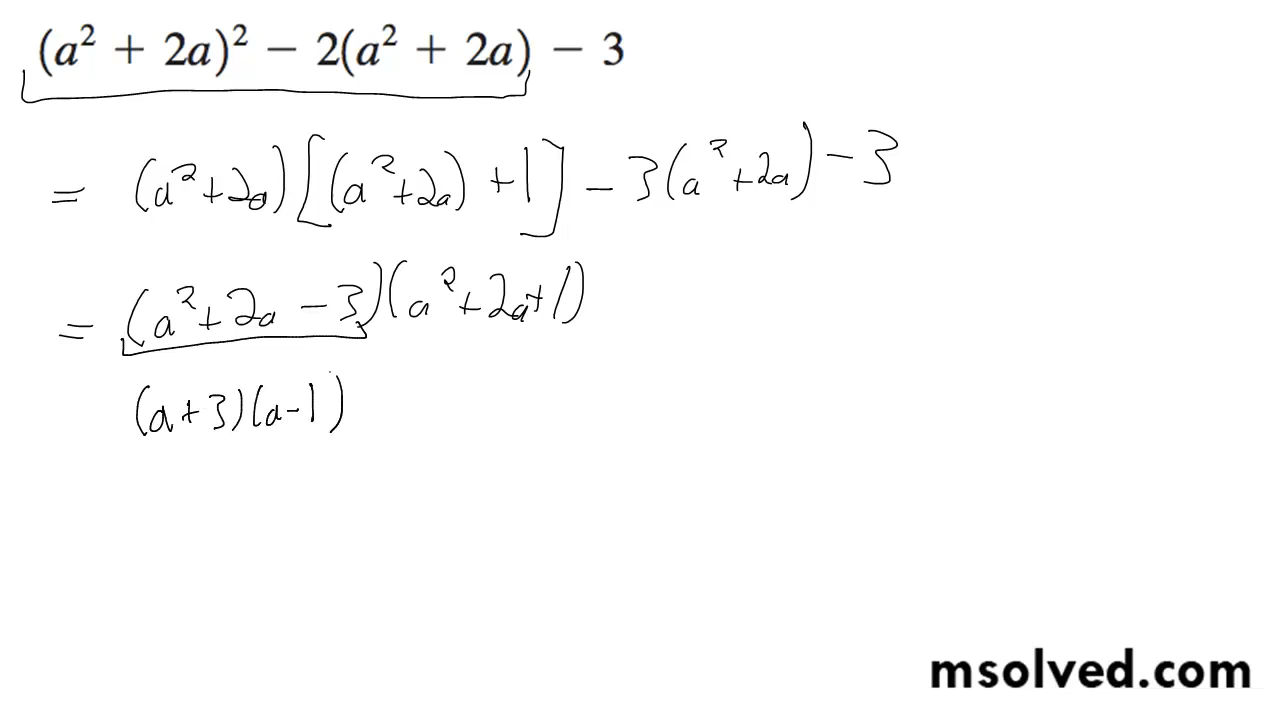 (a² + 2a)² − 2(a² + 2a) − 3
= (a² + 2a)[(a² + 2a) + 1] − 3(a² + 2a) − 3
= (a² + 2a − 3)(a² + 2a + 1)
(a + 3)(a − 1)
msolved.com